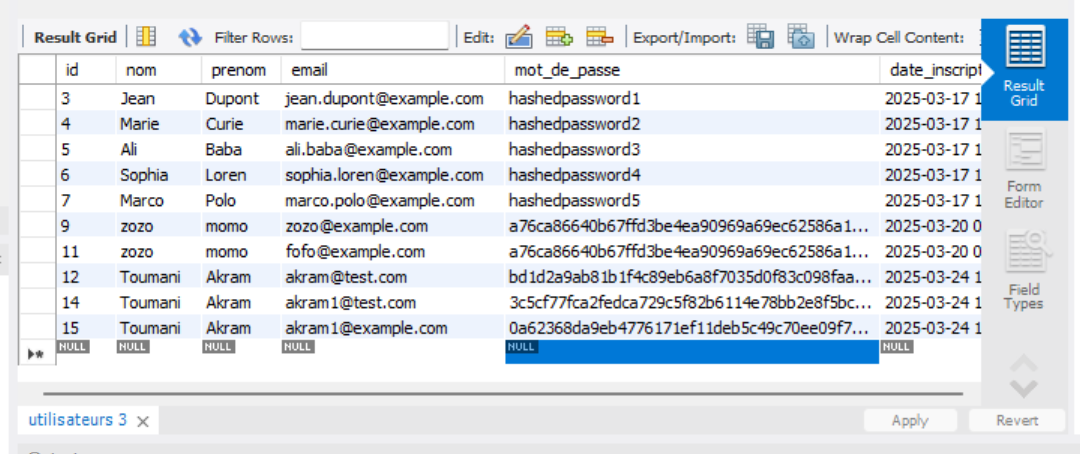 Result Grid Filter Rows: Edit: Export/Import: Wrap Cell Content:
id nom prenom email mot_de_passe date_inscript
3 Jean Dupont jean.dupont@example.com hashedpassword1 2025-03-17 1
4 Marie Curie marie.curie@example.com hashedpassword2 2025-03-17 1
5 Ali Baba ali.baba@example.com hashedpassword3 2025-03-17 1
6 Sophia Loren sophia.loren@example.com hashedpassword4 2025-03-17 1
7 Marco Polo marco.polo@example.com hashedpassword5 2025-03-17 1
9 zozo momo zozo@example.com a76ca86640b67ffd3be4ea90969a69ec62586a1... 2025-03-20 0
11 zozo momo fofo@example.com a76ca86640b67ffd3be4ea90969a69ec62586a1... 2025-03-20 0
12 Toumani Akram akram@test.com bd1d2a9ab81b1f4c89eb6a8f7035d0f83c098faa... 2025-03-24 1
14 Toumani Akram akram1@test.com 3c5cf77fca2fedca729c5f82b6114e78bb2e8f5bc... 2025-03-24 1
15 Toumani Akram akram1@example.com 0a62368da9eb4776171ef11deb5c49c70ee09f7... 2025-03-24 1
NULL NULL NULL NULL NULL NULL
Result
Grid
Form
Editor
Field
Types
utilisateurs 3 Apply Revert